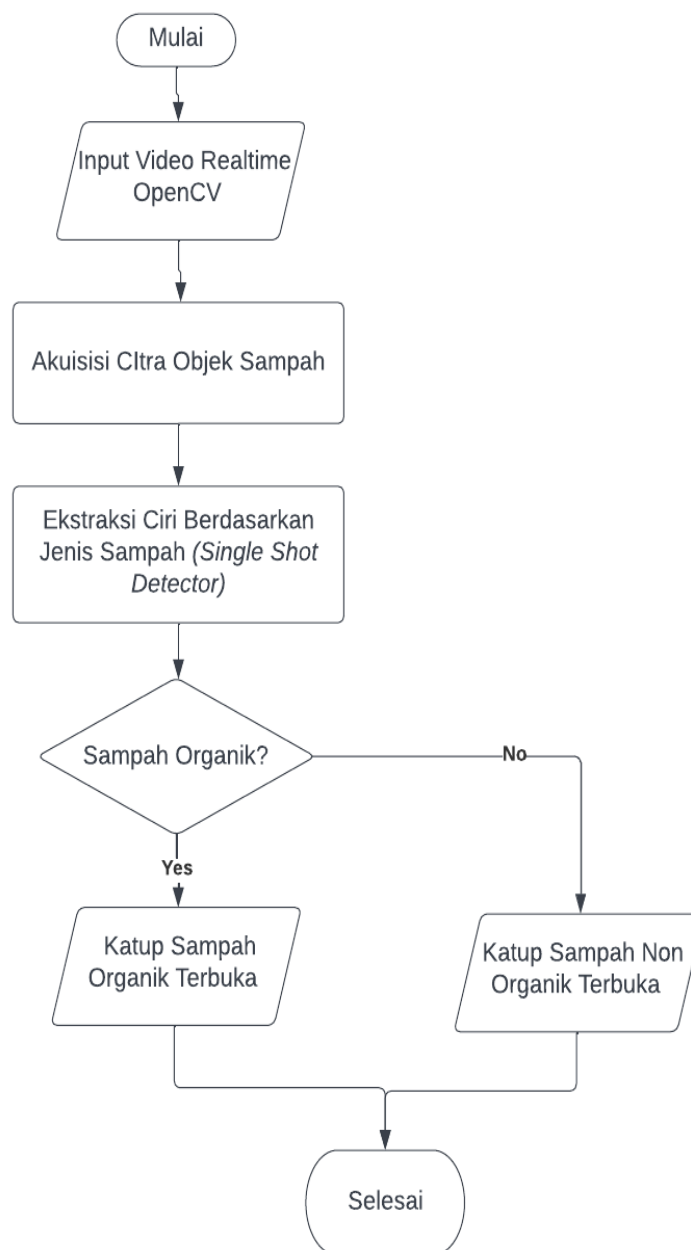 Mulai
Input Video Realtime
OpenCV
Akuisisi CItra Objek Sampah
Ekstraksi Ciri Berdasarkan
Jenis Sampah (Single Shot
Detector)
Sampah Organik?
No
Yes
Katup Sampah
Organik Terbuka
Katup Sampah Non
Organik Terbuka
Selesai